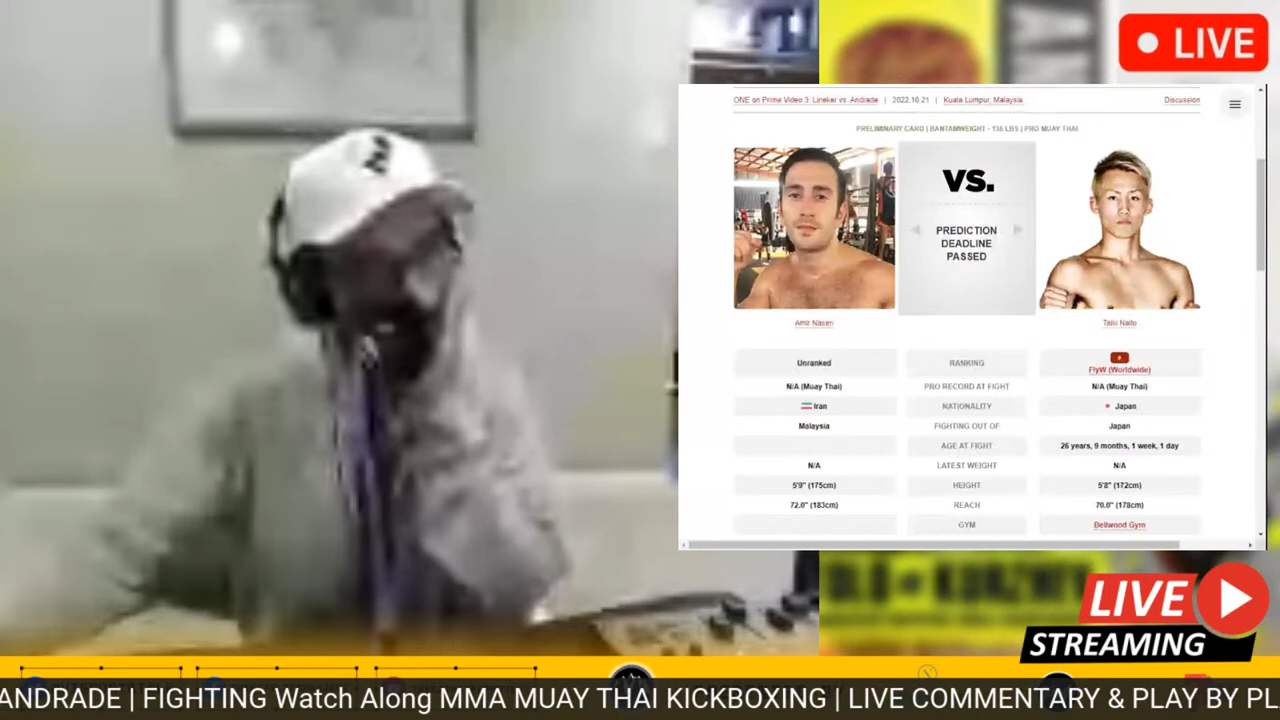 LIVE
ONE on Prime Video 3: Linekar vs. Andrade | 2022.10.21 | Kuala Lumpur, Malaysia Discussion
PRELIMINARY CARD | BANTAMWEIGHT - 135 LBS | PRO MUAY THAI
VS.
PREDICTION
DEADLINE
PASSED
Amir Naseri Taiki Naito
Unranked RANKING FlyW (Worldwide)
N/A (Muay Thai) PRO RECORD AT FIGHT N/A (Muay Thai)
Iran NATIONALITY Japan
Malaysia FIGHTING OUT OF Japan
AGE AT FIGHT 26 years, 9 months, 1 week, 1 day
N/A LATEST WEIGHT N/A
5'9" (175cm) HEIGHT 5'8" (172cm)
72.0" (183cm) REACH 70.0" (178cm)
GYM Bellwood Gym
LIVE
STREAMING
ANDRADE | FIGHTING Watch Along MMA MUAY THAI KICKBOXING | LIVE COMMENTARY & PLAY BY PL